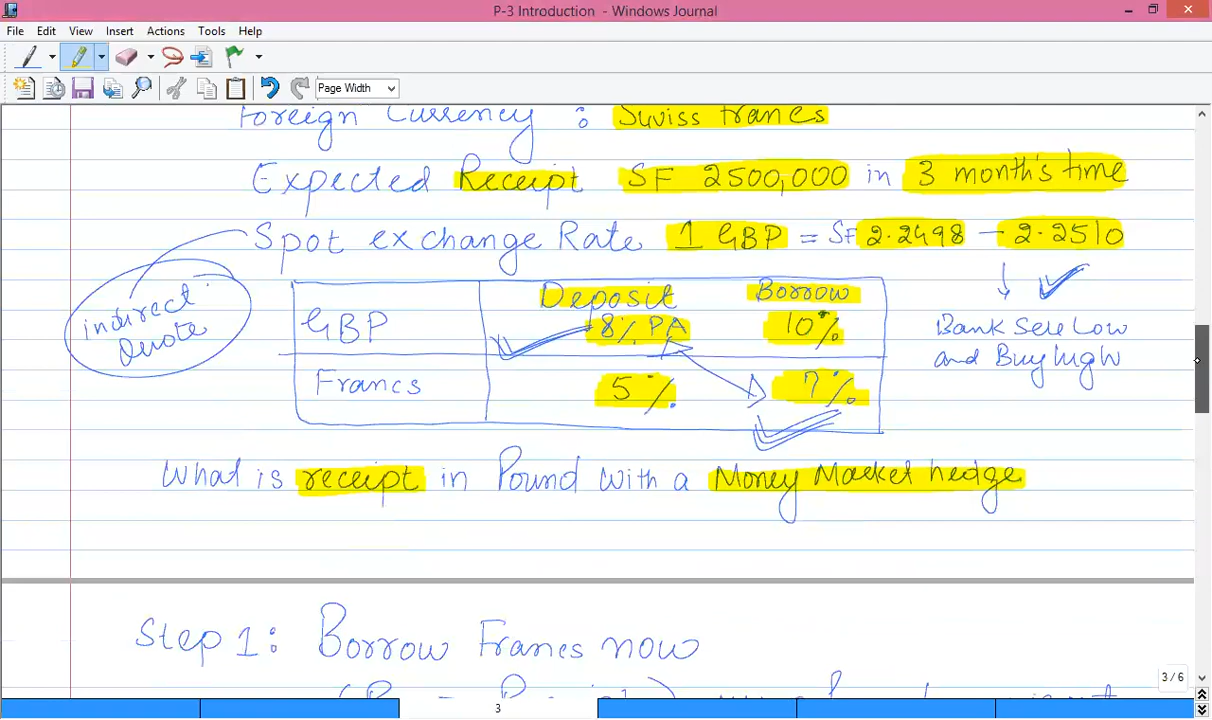 P-3 Introduction - Windows Journal
File Edit View Insert Actions Tools Help
Page Width
Foreign Currency : Swiss francs
Expected Receipt SF 2500,000 in 3 month's time
Spot exchange Rate 1 GBP = SF 2.2498 - 2.2510
indirect Quote
Deposit Borrow
GBP 8% PA 10%
Francs 5% 7%
Bank Sell Low
and Buy high
What is receipt in Pound with a Money Market hedge
Step 1: Borrow Francs now
3 / 6
3